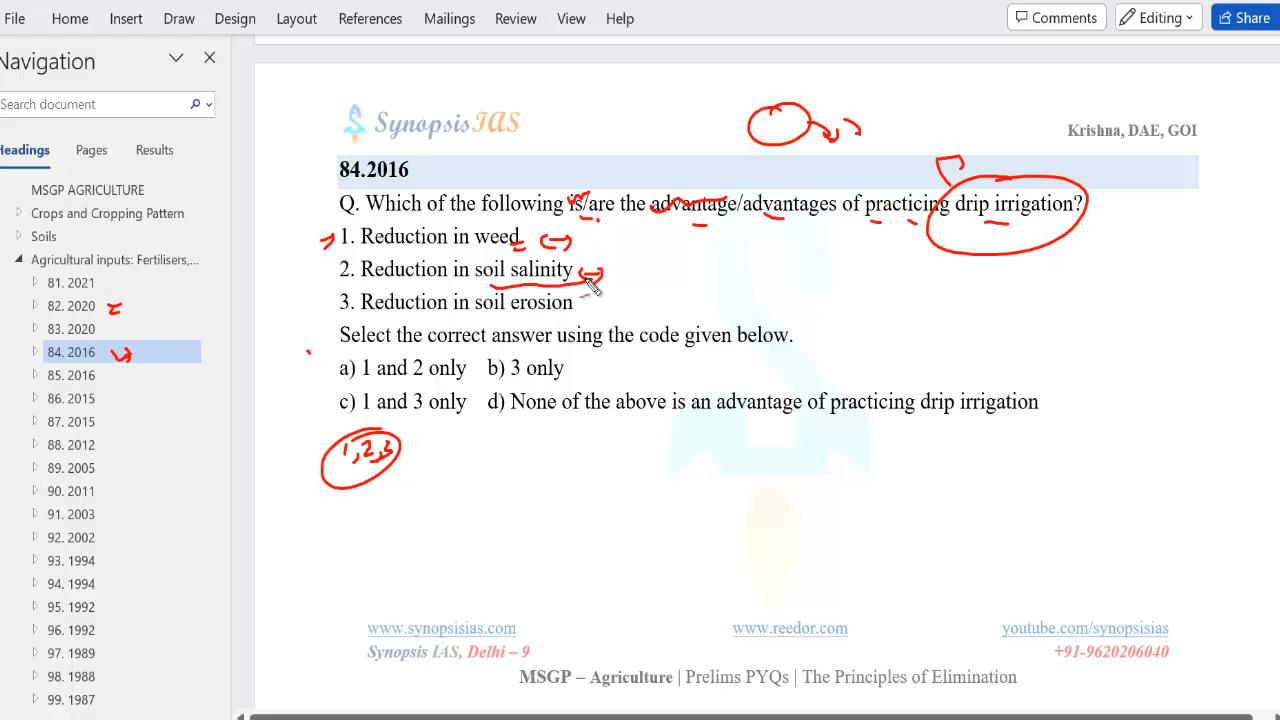 File Home Insert Draw Design Layout References Mailings Review View Help Comments Editing Share
Navigation
Search document
Headings Pages Results
MSGP AGRICULTURE
Crops and Cropping Pattern
Soils
Agricultural inputs: Fertilisers,...
81. 2021
82. 2020
83. 2020
84. 2016
85. 2016
86. 2015
87. 2015
88. 2012
89. 2005
90. 2011
91. 2003
92. 2002
93. 1994
94. 1994
95. 1992
96. 1992
97. 1989
98. 1988
99. 1987
Synopsis IAS
Krishna, DAE, GOI
84.2016
Q. Which of the following is/are the advantage/advantages of practicing drip irrigation?
1. Reduction in weed
2. Reduction in soil salinity
3. Reduction in soil erosion
Select the correct answer using the code given below.
a) 1 and 2 only b) 3 only
c) 1 and 3 only d) None of the above is an advantage of practicing drip irrigation
1,2,3
www.synopsisias.com www.reedor.com youtube.com/synopsisias
Synopsis IAS, Delhi – 9 +91-9620206040
MSGP – Agriculture | Prelims PYQs | The Principles of Elimination